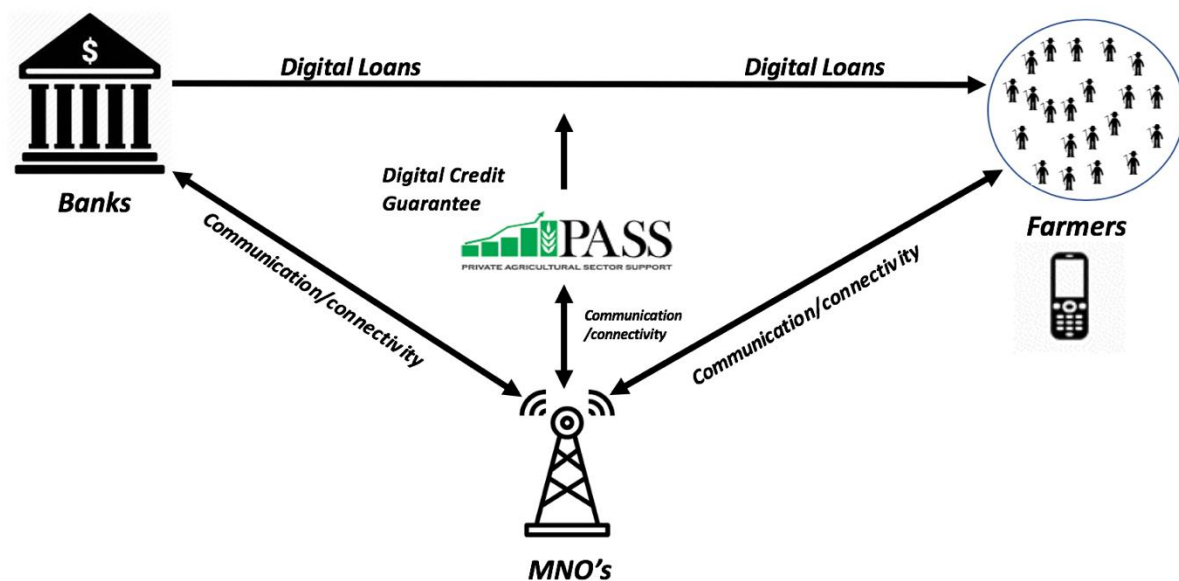 $
Digital Loans
Digital Loans
Banks
Digital Credit
Guarantee
PASS
PRIVATE AGRICULTURAL SECTOR SUPPORT
Farmers
Communication/connectivity
Communication
/connectivity
Communication/connectivity
MNO's